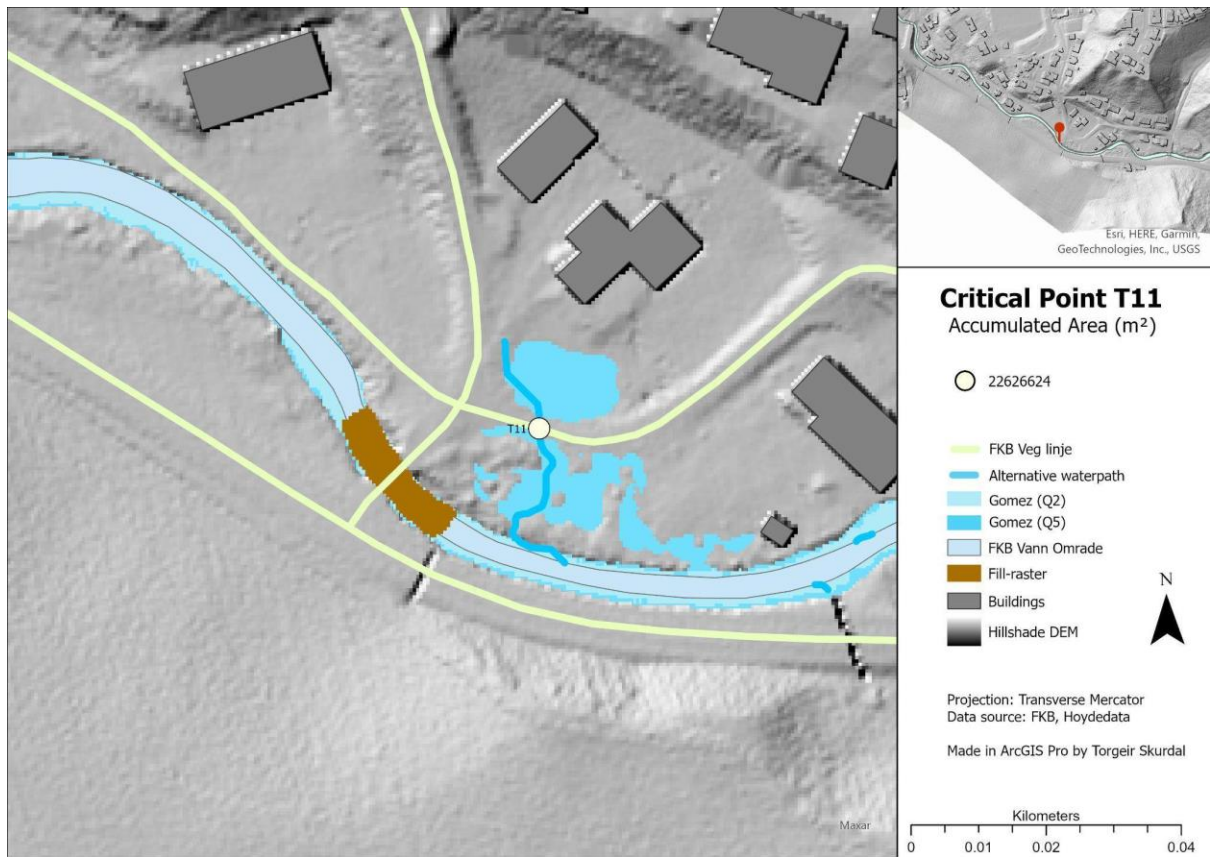 T11
Maxar
Esri, HERE, Garmin,
GeoTechnologies, Inc., USGS
Critical Point T11
Accumulated Area (m²)
22626624
FKB Veg linje
Alternative waterpath
Gomez (Q2)
Gomez (Q5)
FKB Vann Omrade
Fill-raster
Buildings
Hillshade DEM
N
Projection: Transverse Mercator
Data source: FKB, Hoydedata
Made in ArcGIS Pro by Torgeir Skurdal
Kilometers
0 0.01 0.02 0.04